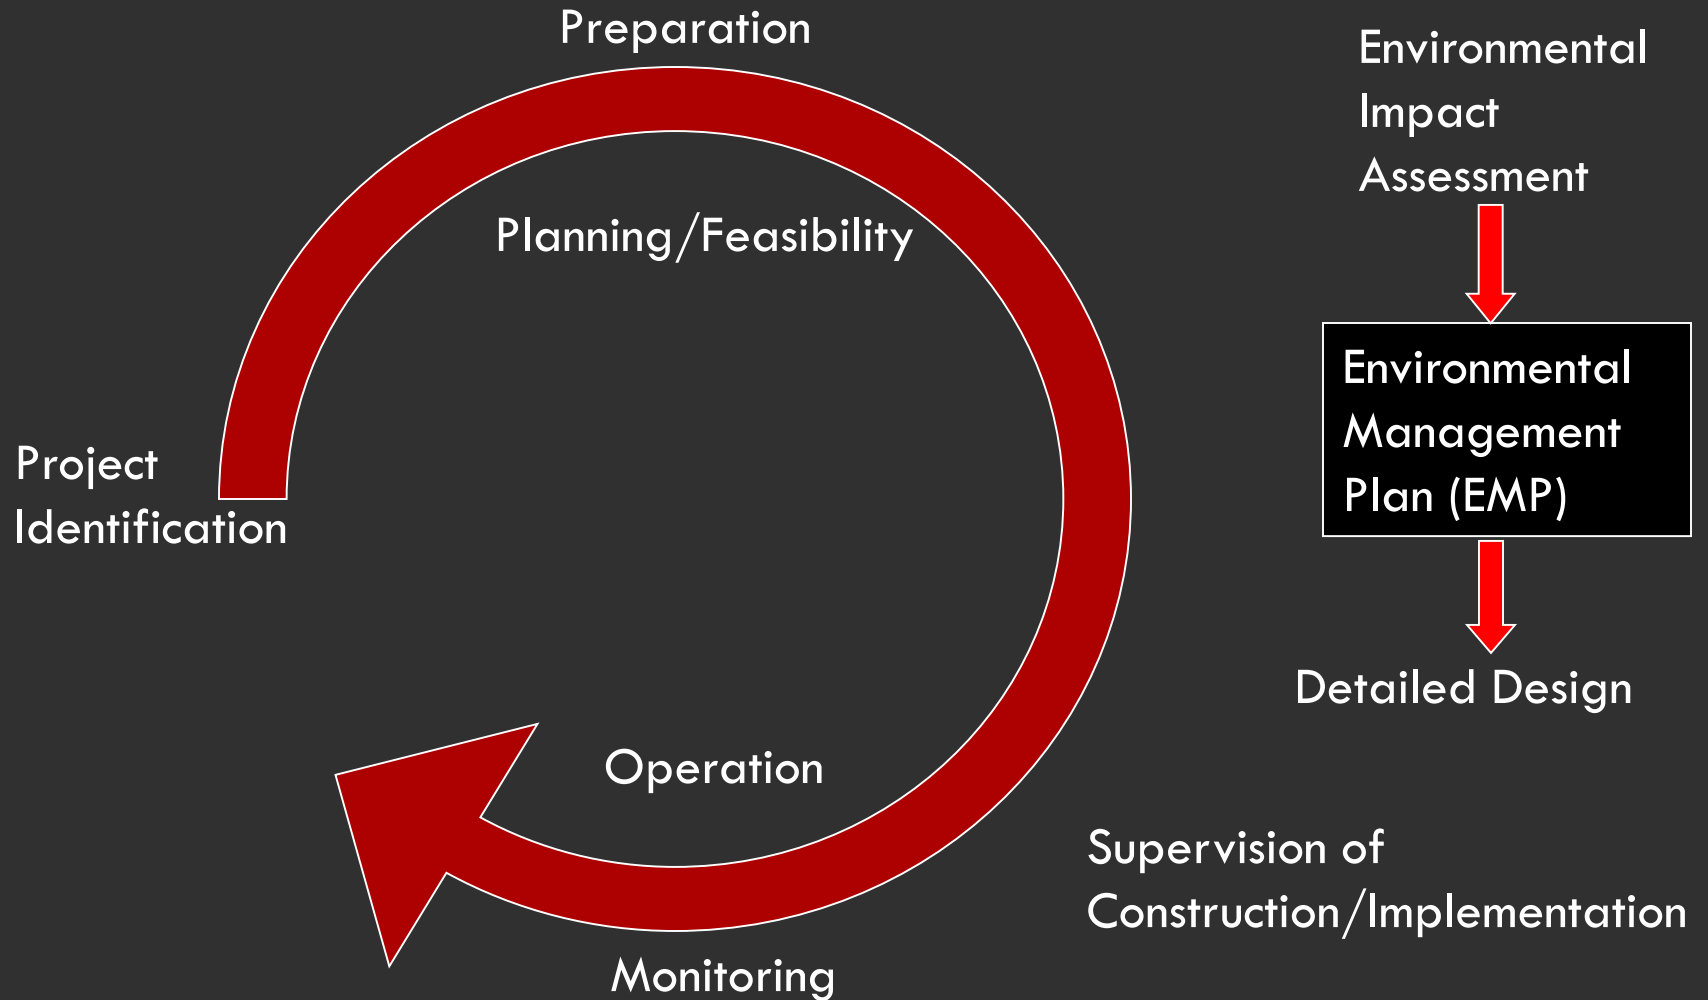 Preparation
Planning/Feasibility
Project
Identification
Environmental
Impact
Assessment
Environmental
Management
Plan (EMP)
Detailed Design
Operation
Supervision of
Construction/Implementation
Monitoring